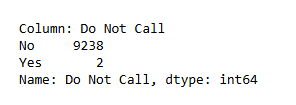 Column: Do Not Call
No     9238
Yes       2
Name: Do Not Call, dtype: int64